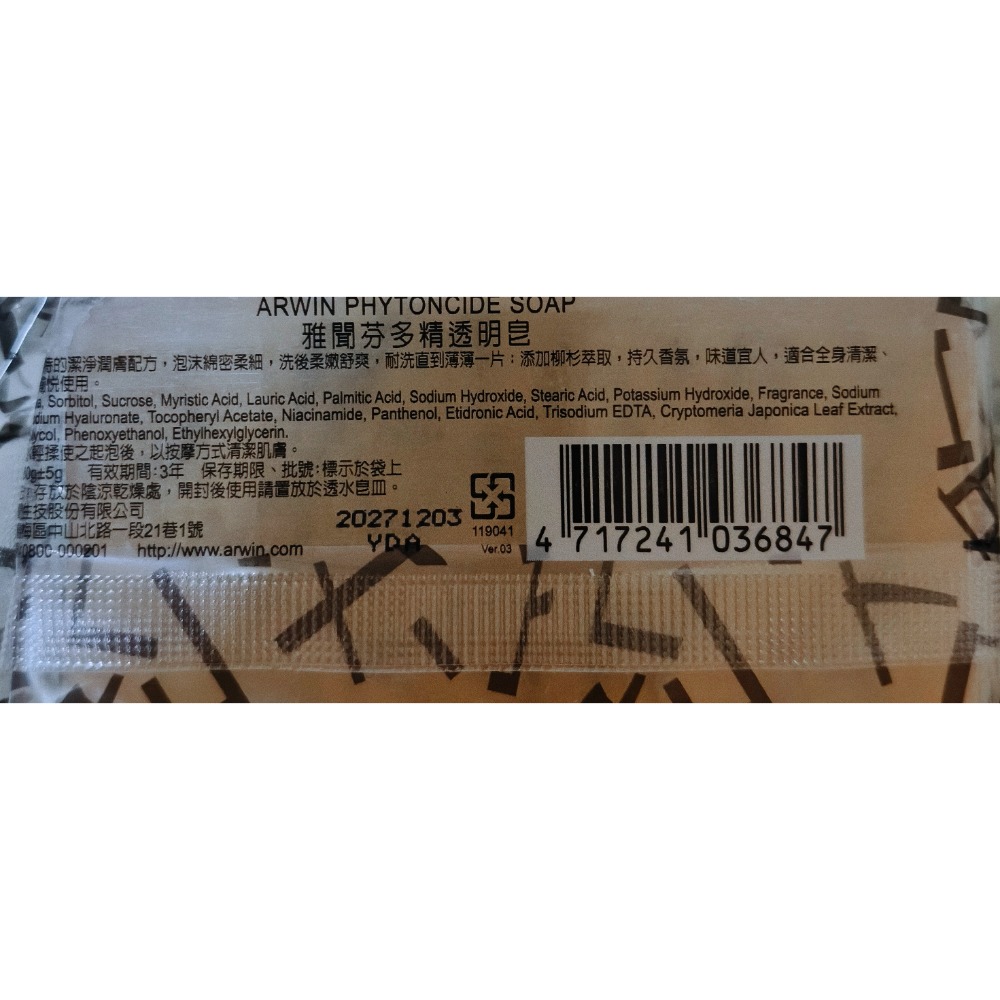 ARWIN PHYTONCIDE SOAP
雅聞芬多精透明皂
的潔淨潤膚配方，泡沫綿密柔細，洗後柔嫩舒爽，耐洗直到薄薄一片；添加柳杉萃取，持久香氛，味道宜人，適合全身清潔、
悅使用。
Sorbitol, Sucrose, Myristic Acid, Lauric Acid, Palmitic Acid, Sodium Hydroxide, Stearic Acid, Potassium Hydroxide, Fragrance, Sodium
Hyaluronate, Tocopheryl Acetate, Niacinamide, Panthenol, Etidronic Acid, Trisodium EDTA, Cryptomeria Japonica Leaf Extract,
Phenoxyethanol, Ethylhexylglycerin.
輕揉使之起泡後，以按摩方式清潔肌膚。
0g±5g 有效期間:3年 保存期限、批號:標示於袋上
存放於陰涼乾燥處，開封後使用請置放於透水皂皿。
技股份有限公司
區中山北路一段21巷1號
0800-000601 http://www.arwin.com
20271203
YDA
119041
Ver.03
4 717241 036847